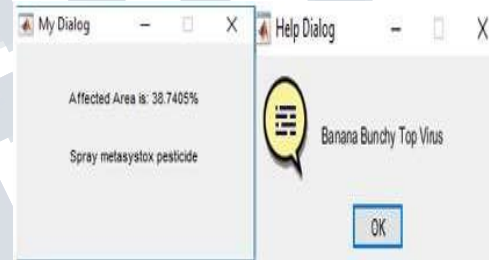 My Dialog
Affected Area is: 38.7405%
Spray metasystox pesticide
Help Dialog
Banana Bunchy Top Virus
OK